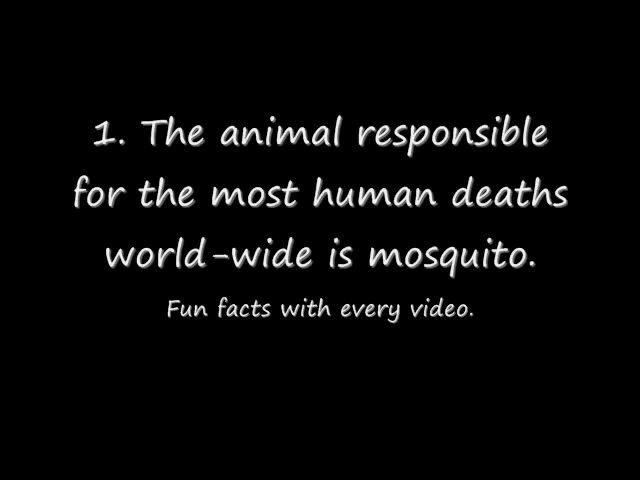 1. The animal responsible
for the most human deaths
world-wide is mosquito.
Fun facts with every video.